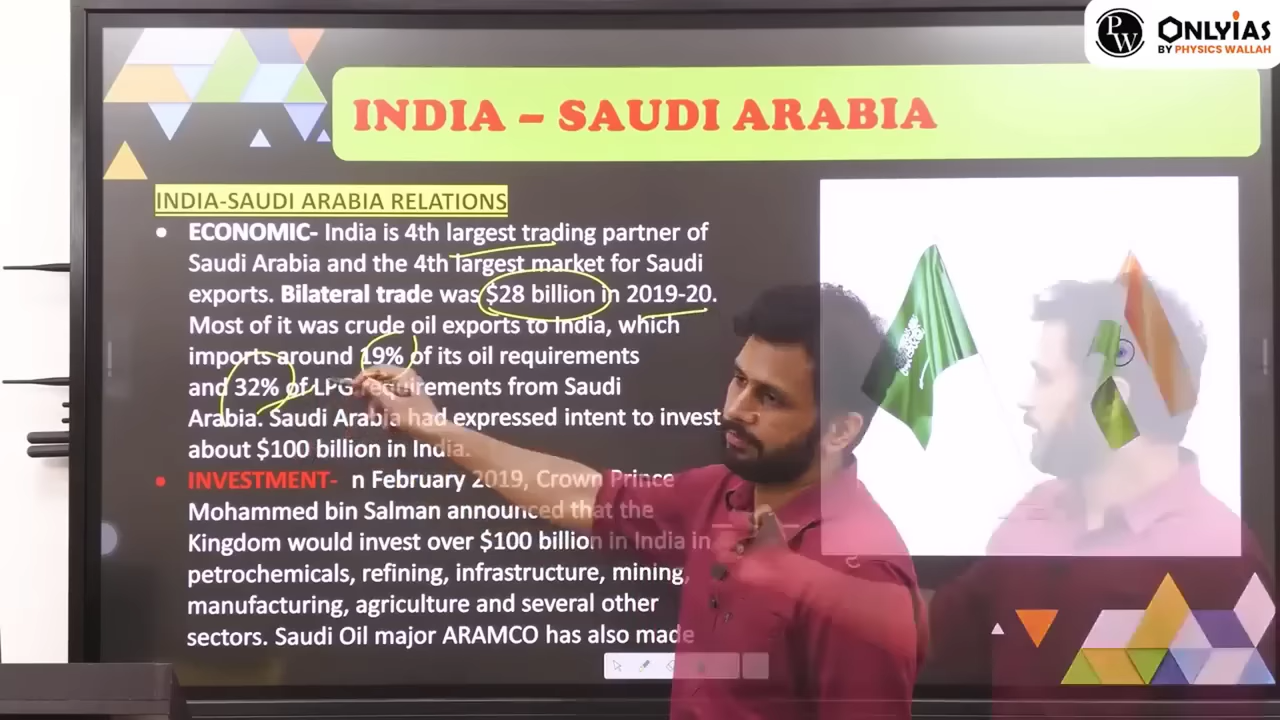 PW
ONLYIAS
BY PHYSICS WALLAH
INDIA – SAUDI ARABIA
INDIA-SAUDI ARABIA RELATIONS
• ECONOMIC- India is 4th largest trading partner of
Saudi Arabia and the 4th largest market for Saudi
exports. Bilateral trade was $28 billion in 2019-20.
Most of it was crude oil exports to India, which
imports around 19% of its oil requirements
and 32% of LPG requirements from Saudi
Arabia. Saudi Arabia had expressed intent to invest
about $100 billion in India.
• INVESTMENT- n February 2019, Crown Prince
Mohammed bin Salman announced that the
Kingdom would invest over $100 billion in India in
petrochemicals, refining, infrastructure, mining,
manufacturing, agriculture and several other
sectors. Saudi Oil major ARAMCO has also made